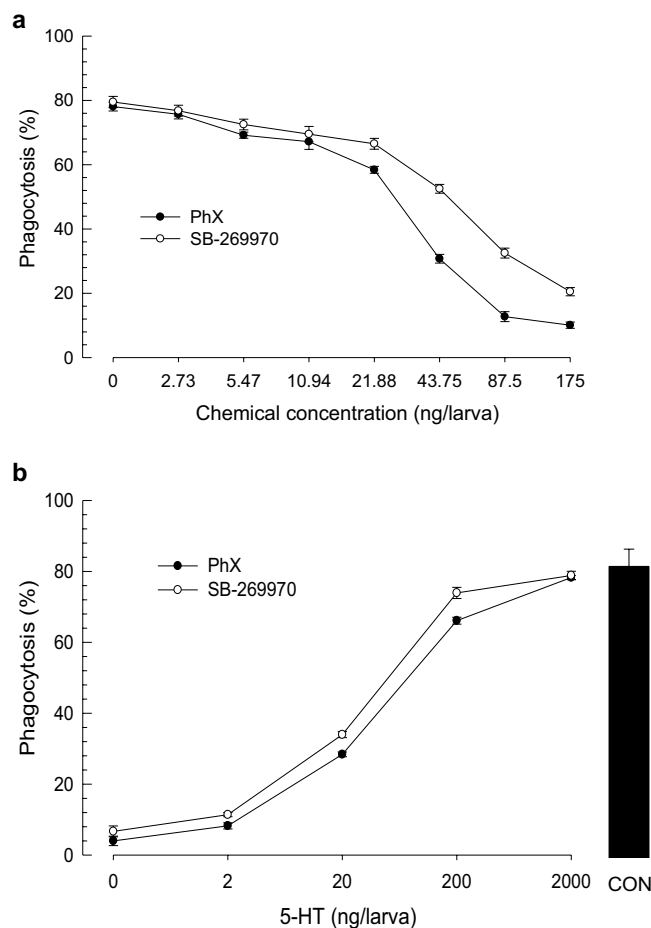 a
100
80
60
40
20
0
Phagocytosis (%)
PhX
SB-269970
0 2.73 5.47 10.94 21.88 43.75 87.5 175
Chemical concentration (ng/larva)
b
100
80
60
40
20
0
Phagocytosis (%)
PhX
SB-269970
0 2 20 200 2000
CON
5-HT (ng/larva)